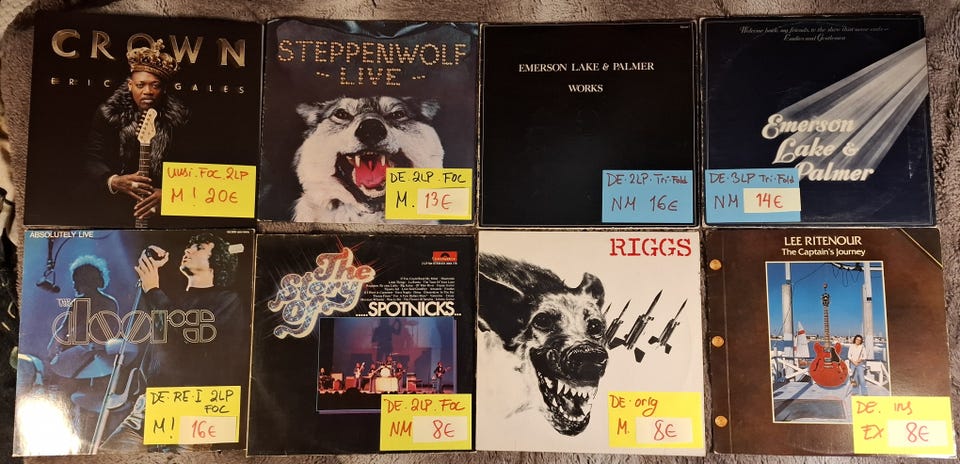 CROWN
ERIC GALES
Uusi. FOC 2LP
M! 20€
STEPPENWOLF
- LIVE -
DE. 2LP. FOC
M. 13€
EMERSON LAKE & PALMER
WORKS
DE. 2LP. Tri-Fold
NM 16€
Welcome back, my friends, to the show that never ends –
Ladies and Gentlemen
Emerson
Lake &
Palmer
DE. 3LP Tri-Fold
NM 14€
ABSOLUTELY LIVE
THE
DOORS
DE. RE. I 2LP
FOC
M! 16€
The
Story
Of
.....SPOTNICKS...
DE. 2LP. FOC
NM 8€
RIGGS
DE. orig
M. 8€
LEE RITENOUR
The Captain's Journey
DE. ins
EX 8€